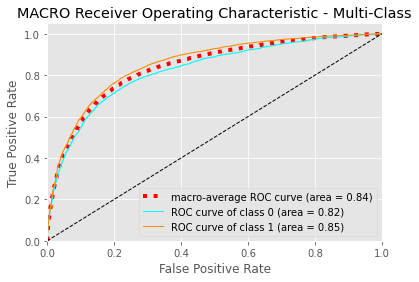 MACRO Receiver Operating Characteristic - Multi-Class
True Positive Rate
1.0
0.8
0.6
0.4
0.2
0.0
macro-average ROC curve (area = 0.84)
ROC curve of class 0 (area = 0.82)
ROC curve of class 1 (area = 0.85)
0.0 0.2 0.4 0.6 0.8 1.0
False Positive Rate